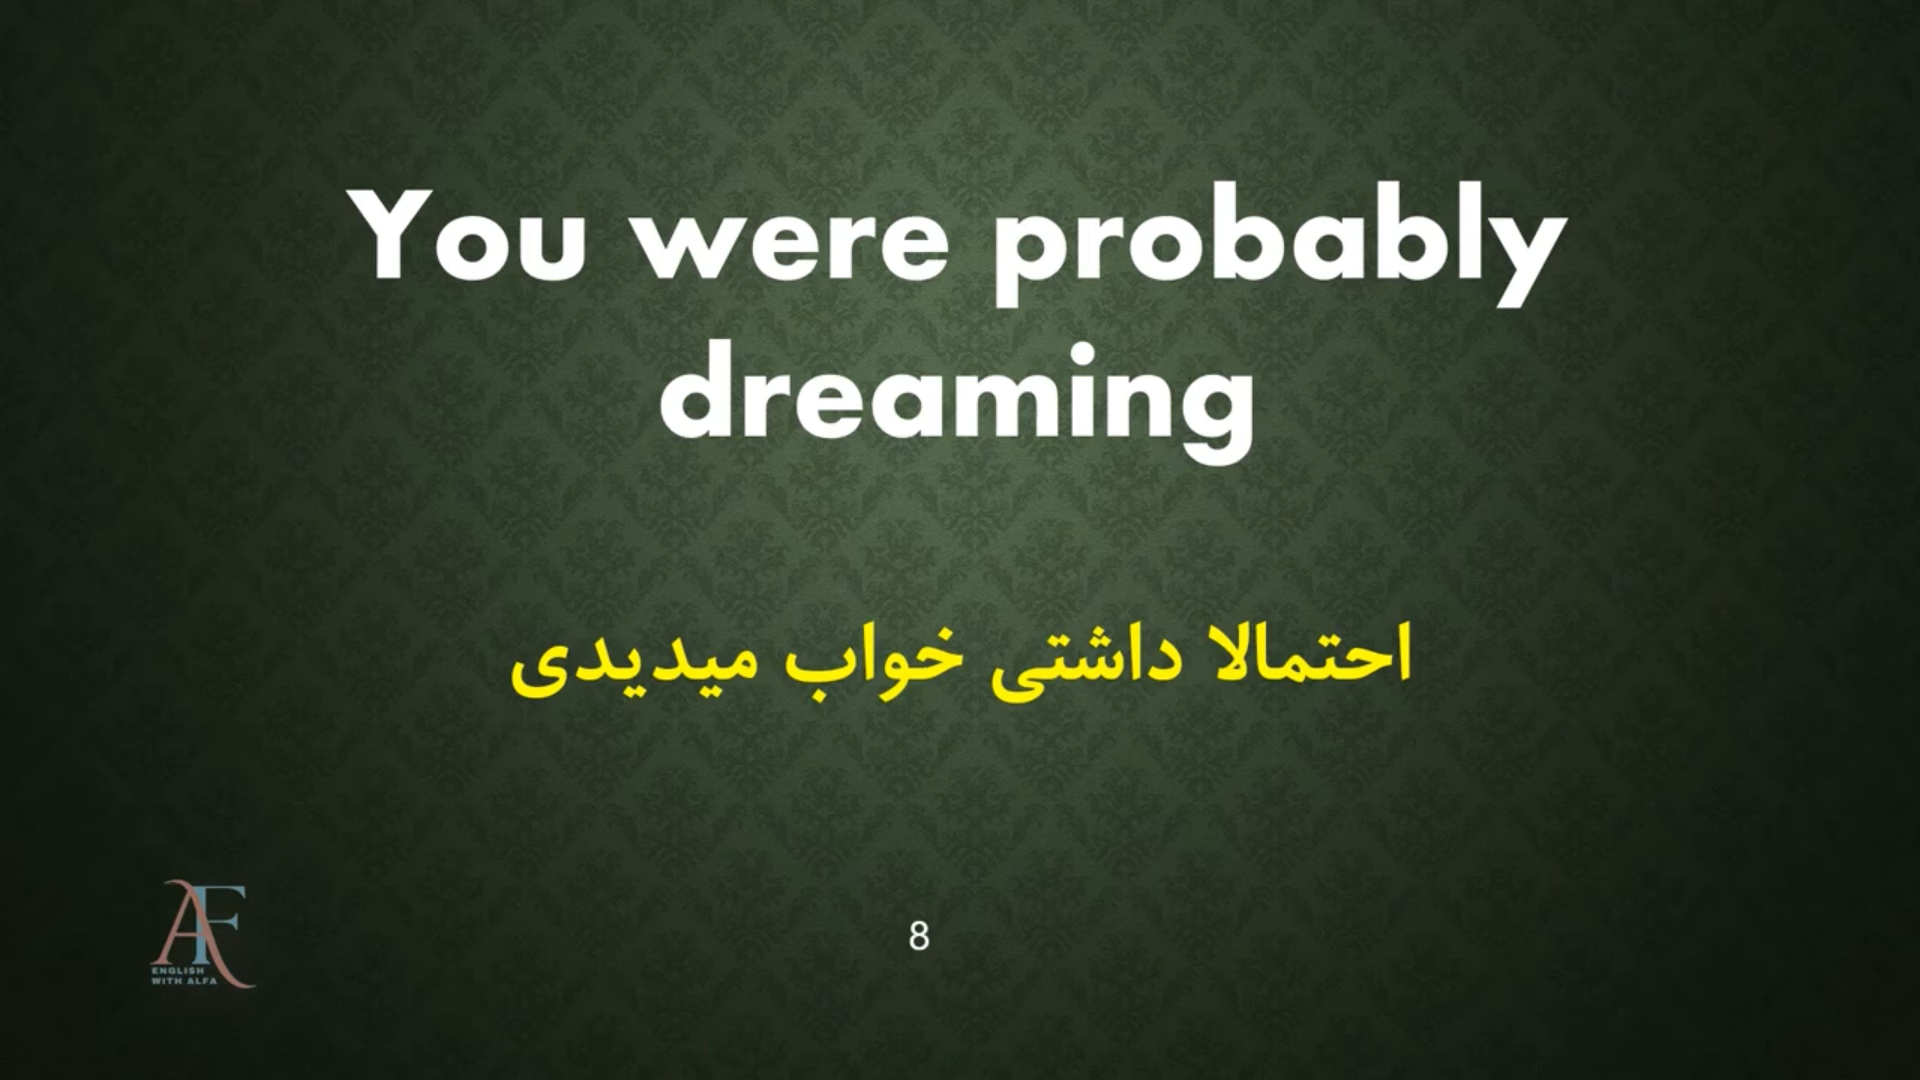 You were probably
dreaming
احتمالا داشتی خواب میدیدی
8
AF
ENGLISH
WITH ALFA